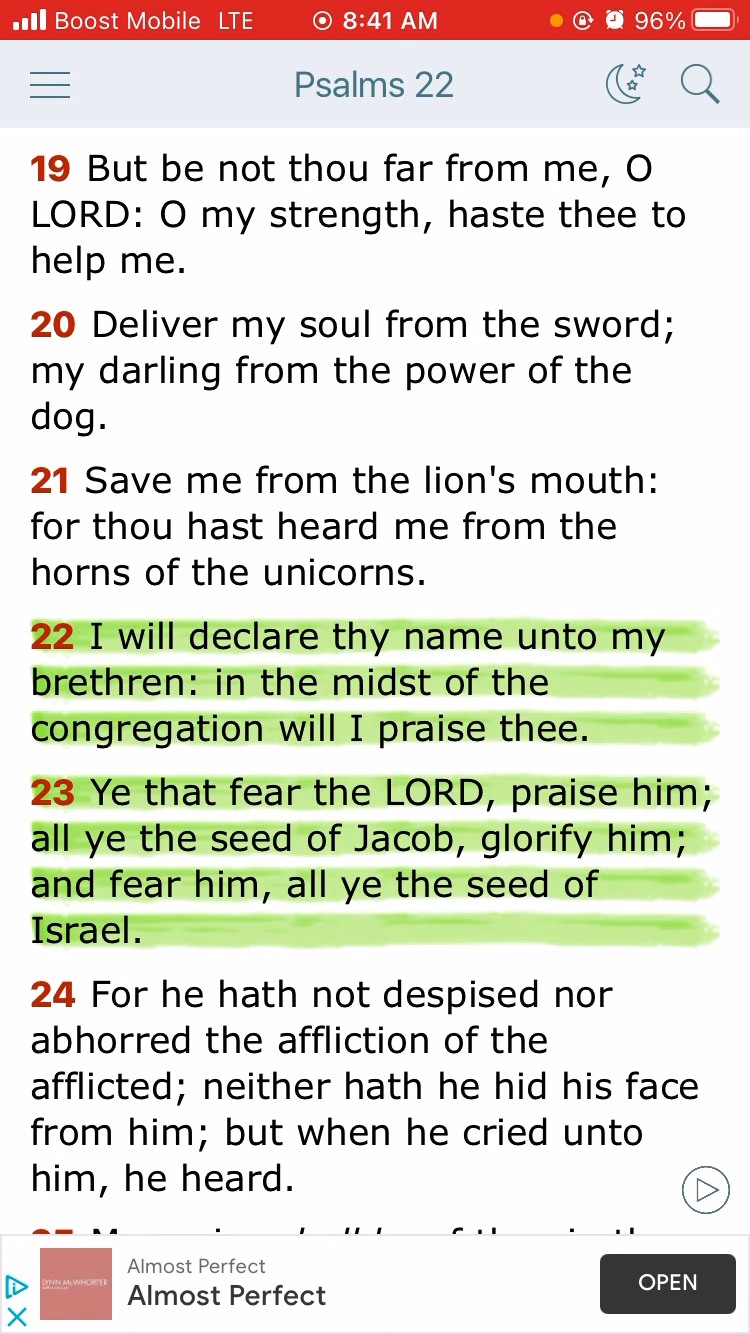 Boost Mobile LTE 8:41 AM 96%
Psalms 22
19 But be not thou far from me, O
LORD: O my strength, haste thee to
help me.
20 Deliver my soul from the sword;
my darling from the power of the
dog.
21 Save me from the lion's mouth:
for thou hast heard me from the
horns of the unicorns.
22 I will declare thy name unto my
brethren: in the midst of the
congregation will I praise thee.
23 Ye that fear the LORD, praise him;
all ye the seed of Jacob, glorify him;
and fear him, all ye the seed of
Israel.
24 For he hath not despised nor
abhorred the affliction of the
afflicted; neither hath he hid his face
from him; but when he cried unto
him, he heard.
LYNN McWHORTER
Almost Perfect
Almost Perfect
OPEN